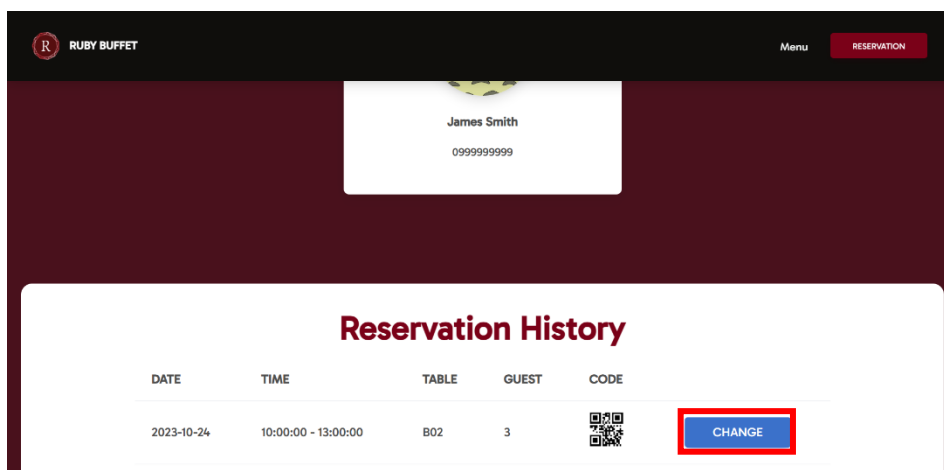 R RUBY BUFFET Menu RESERVATION
James Smith
0999999999
Reservation History
DATE TIME TABLE GUEST CODE
2023-10-24 10:00:00 - 13:00:00 B02 3 CHANGE